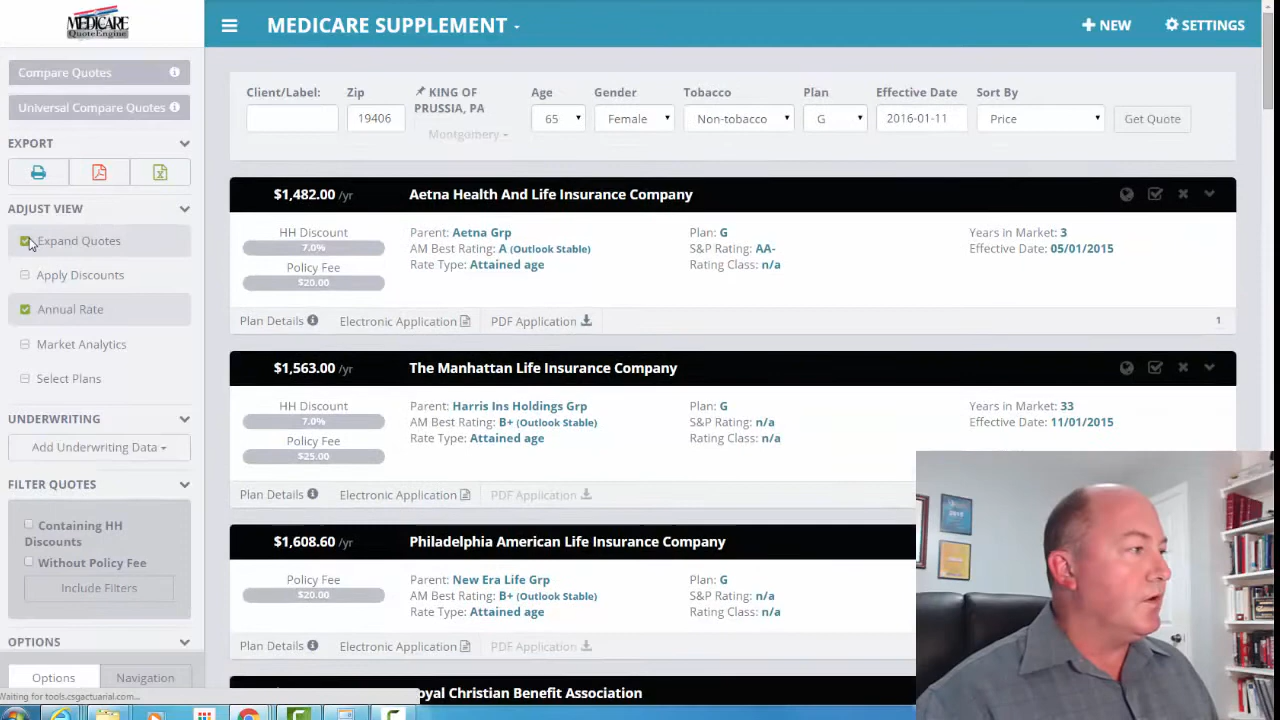 MEDICARE
QuoteEngine
MEDICARE SUPPLEMENT
NEW
SETTINGS
Compare Quotes
Universal Compare Quotes
EXPORT
ADJUST VIEW
Expand Quotes
Apply Discounts
Annual Rate
Market Analytics
Select Plans
UNDERWRITING
Add Underwriting Data
FILTER QUOTES
Containing HH
Discounts
Without Policy Fee
Include Filters
OPTIONS
Options
Navigation
Waiting for tools.csgactuarial.com...
Client/Label:
Zip
19406
KING OF
PRUSSIA, PA
Montgomery
Age
65
Gender
Female
Tobacco
Non-tobacco
Plan
G
Effective Date
2016-01-11
Sort By
Price
Get Quote
$1,482.00 /yr
Aetna Health And Life Insurance Company
HH Discount
7.0%
Policy Fee
$20.00
Parent: Aetna Grp
AM Best Rating: A (Outlook Stable)
Rate Type: Attained age
Plan: G
S&P Rating: AA-
Rating Class: n/a
Years in Market: 3
Effective Date: 05/01/2015
Plan Details
Electronic Application
PDF Application
1
$1,563.00 /yr
The Manhattan Life Insurance Company
HH Discount
7.0%
Policy Fee
$25.00
Parent: Harris Ins Holdings Grp
AM Best Rating: B+ (Outlook Stable)
Rate Type: Attained age
Plan: G
S&P Rating: n/a
Rating Class: n/a
Years in Market: 33
Effective Date: 11/01/2015
Plan Details
Electronic Application
PDF Application
$1,608.60 /yr
Philadelphia American Life Insurance Company
Policy Fee
$20.00
Parent: New Era Life Grp
AM Best Rating: B+ (Outlook Stable)
Rate Type: Attained age
Plan: G
S&P Rating: n/a
Rating Class: n/a
Plan Details
Electronic Application
PDF Application
oyal Christian Benefit Association